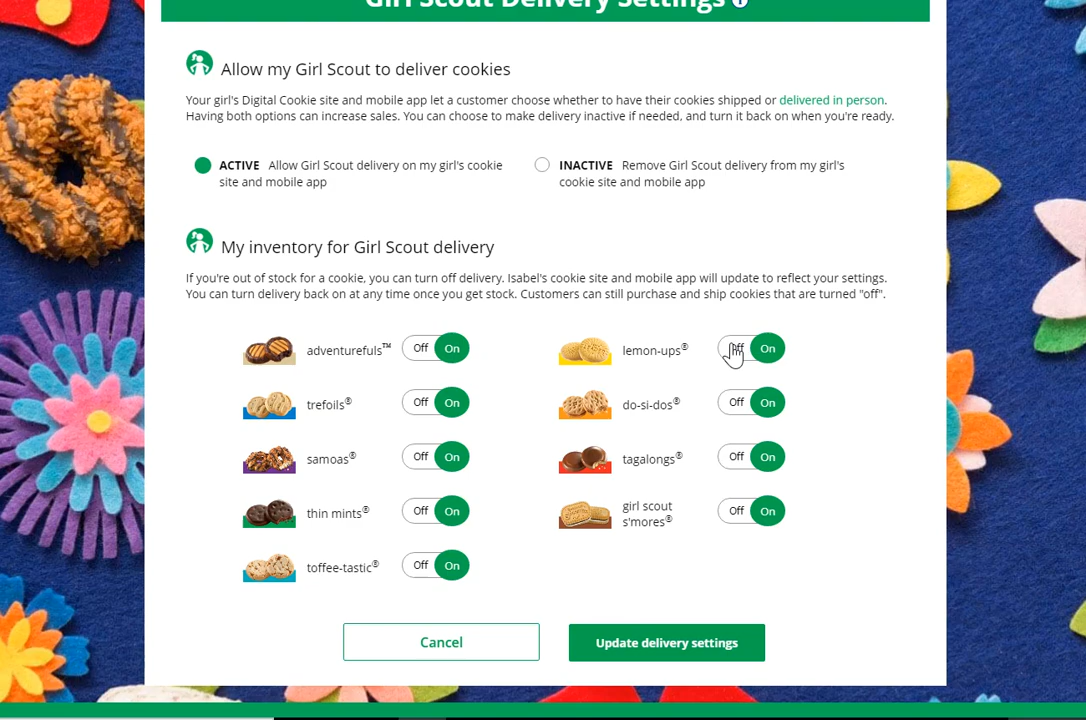 Girl Scout Delivery Settings
Allow my Girl Scout to deliver cookies
Your girl's Digital Cookie site and mobile app let a customer choose whether to have their cookies shipped or delivered in person.
Having both options can increase sales. You can choose to make delivery inactive if needed, and turn it back on when you're ready.
ACTIVE Allow Girl Scout delivery on my girl's cookie
site and mobile app
INACTIVE Remove Girl Scout delivery from my girl's
cookie site and mobile app
My inventory for Girl Scout delivery
If you're out of stock for a cookie, you can turn off delivery. Isabel's cookie site and mobile app will update to reflect your settings.
You can turn delivery back on at any time once you get stock. Customers can still purchase and ship cookies that are turned "off".
adventurefuls™ Off On
lemon-ups® Off On
trefoils® Off On
do-si-dos® Off On
samoas® Off On
tagalongs® Off On
thin mints® Off On
girl scout
s'mores® Off On
toffee-tastic® Off On
Cancel
Update delivery settings